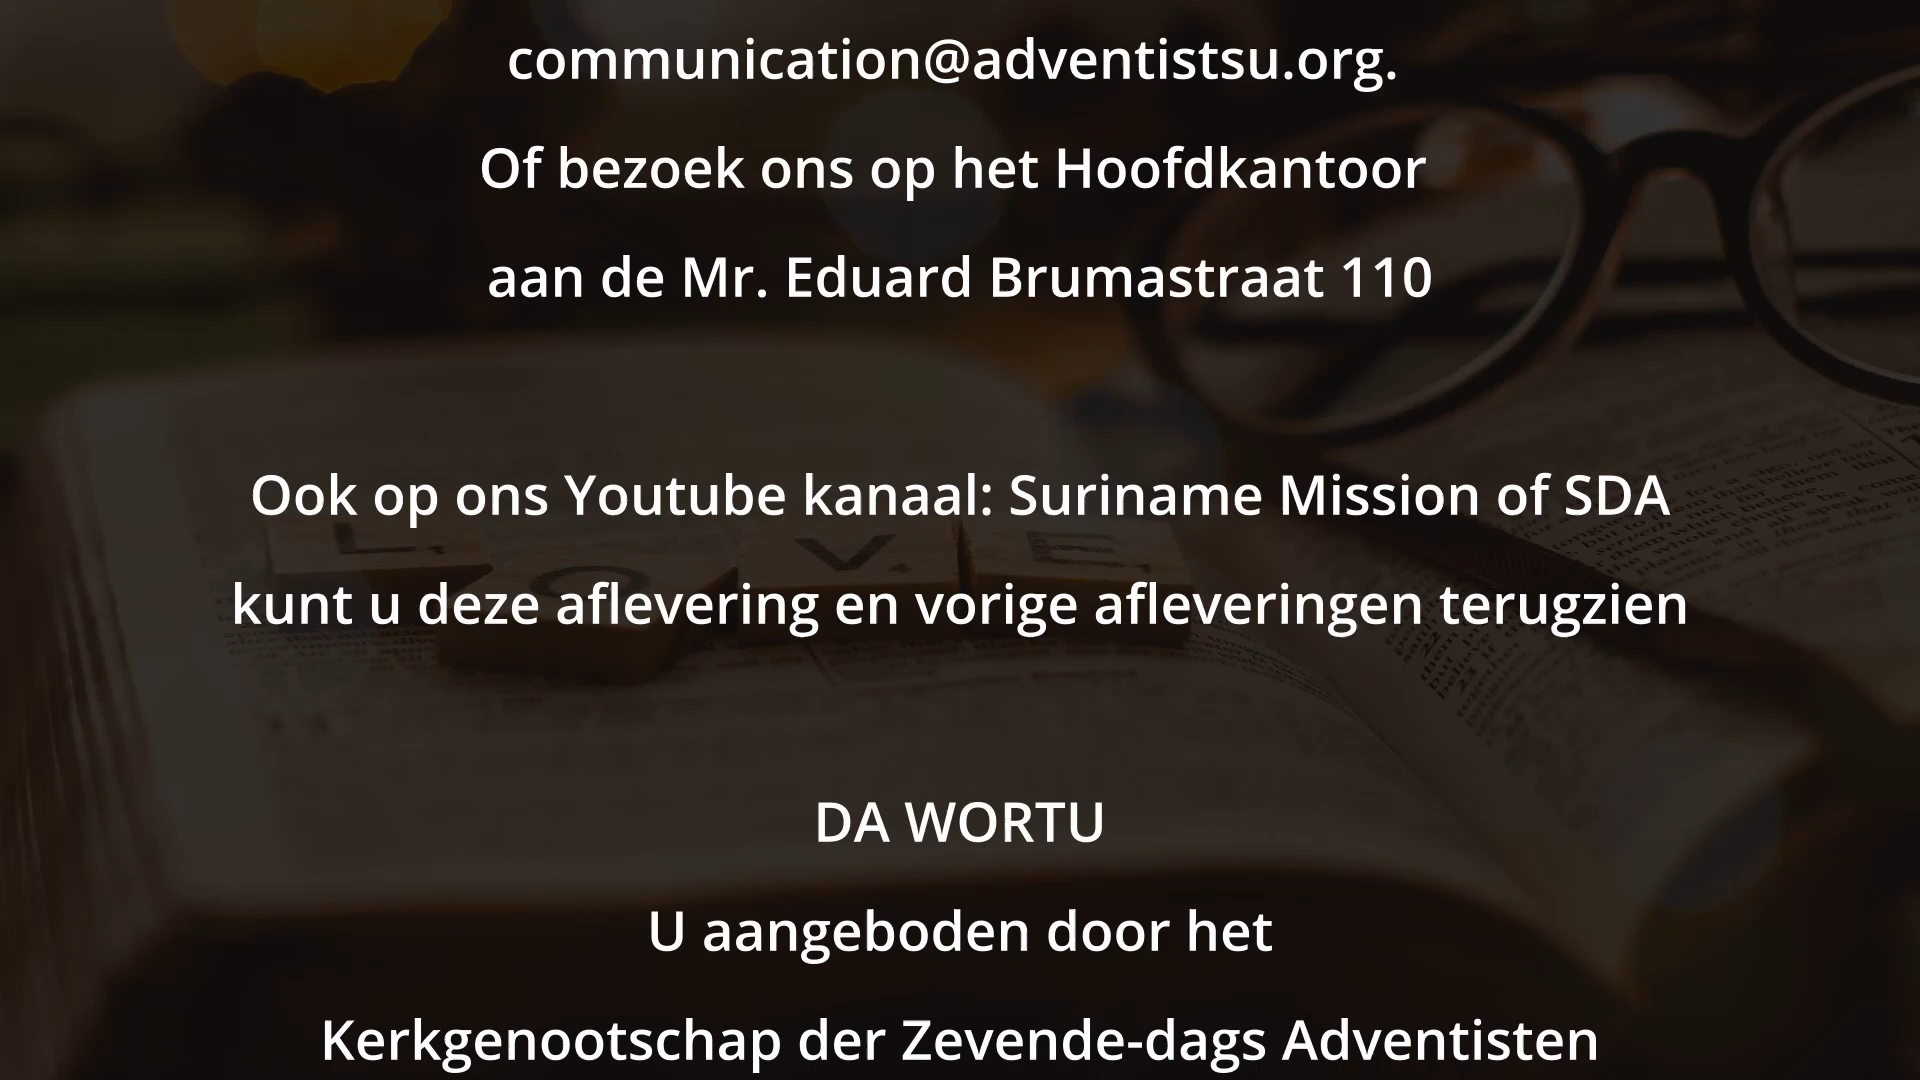 communication@adventistsu.org.
Of bezoek ons op het Hoofdkantoor
aan de Mr. Eduard Brumastraat 110
Ook op ons Youtube kanaal: Suriname Mission of SDA
L O V E
kunt u deze aflevering en vorige afleveringen terugzien
DA WORTU
U aangeboden door het
Kerkgenootschap der Zevende-dags Adventisten